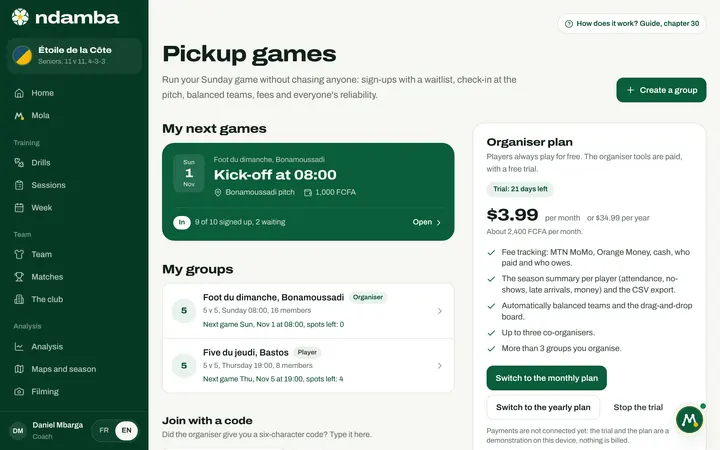 ndamba
Étoile de la Côte
Seniors, 11 v 11, 4-3-3
Home
Mola
Training
Drills
Sessions
Week
Team
Team
Matches
The club
Analysis
Analysis
Maps and season
Filming
DM
Daniel Mbarga
Coach
FR
EN
How does it work? Guide, chapter 30
Pickup games
Run your Sunday game without chasing anyone: sign-ups with a waitlist, check-in at the
pitch, balanced teams, fees and everyone's reliability.
Create a group
My next games
Sun
1
Nov
Foot du dimanche, Bonamoussadi
Kick-off at 08:00
Bonamoussadi pitch
1,000 FCFA
In
9 of 10 signed up, 2 waiting
Open
My groups
5
Foot du dimanche, Bonamoussadi
Organiser
5 v 5, Sunday 08:00, 16 members
Next game Sun, Nov 1 at 08:00, spots left: 0
5
Five du jeudi, Bastos
Player
5 v 5, Thursday 19:00, 8 members
Next game Thu, Nov 5 at 19:00, spots left: 4
Join with a code
Did the organiser give you a six-character code? Type it here.
Organiser plan
Players always play for free. The organiser tools are paid,
with a free trial.
Trial: 21 days left
$3.99 per month or $34.99 per year
About 2,400 FCFA per month.
Fee tracking: MTN MoMo, Orange Money, cash, who
paid and who owes.
The season summary per player (attendance, no-
shows, late arrivals, money) and the CSV export.
Automatically balanced teams and the drag-and-drop
board.
Up to three co-organisers.
More than 3 groups you organise.
Switch to the monthly plan
Switch to the yearly plan
Stop the trial
Payments are not connected yet: the trial and the plan are a
demonstration on this device, nothing is billed.